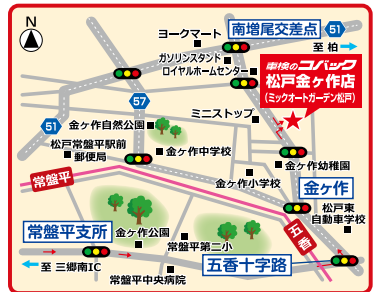 N
ヨークマート
南増尾交差点
51
至 柏
ガソリンスタンド
ロイヤルホームセンター
車検のコバック
松戸金ヶ作店
(ミックオートガーデン松戸)
57
ミニストップ
51
金ヶ作自然公園
松戸常盤平駅前
郵便局
金ヶ作中学校
金ヶ作幼稚園
常盤平
金ヶ作小学校
金ヶ作
松戸東
自動車学校
五香
常盤平支所
金ヶ作公園
常盤平第二小
五香十字路
至 三郷南IC
常盤平中央病院